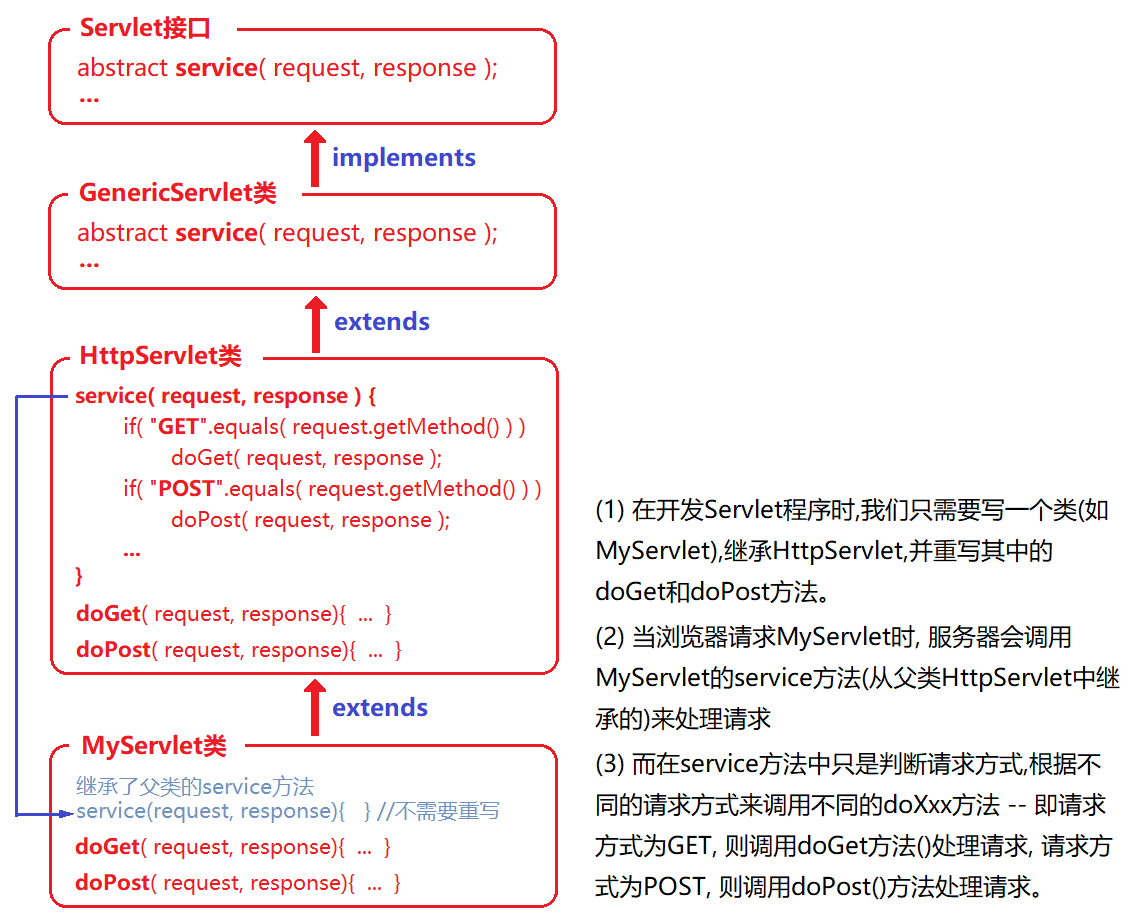 Servlet接口
abstract service( request, response );
...
implements
GenericServlet类
abstract service( request, response );
...
extends
HttpServlet类
service( request, response ) {
if( "GET".equals( request.getMethod() ) )
doGet( request, response );
if( "POST".equals( request.getMethod() ) )
doPost( request, response );
...
}
doGet( request, response){  ...  }
doPost( request, response){  ...  }
extends
MyServlet类
继承了父类的service方法
service(request, response){   } //不需要重写
doGet( request, response){  ...  }
doPost( request, response){  ...  }
(1) 在开发Servlet程序时,我们只需要写一个类(如
MyServlet),继承HttpServlet,并重写其中的
doGet和doPost方法。
(2) 当浏览器请求MyServlet时, 服务器会调用
MyServlet的service方法(从父类HttpServlet中继
承的)来处理请求
(3) 而在service方法中只是判断请求方式,根据不
同的请求方式来调用不同的doXxx方法 -- 即请求
方式为GET, 则调用doGet方法()处理请求, 请求方
式为POST, 则调用doPost()方法处理请求。